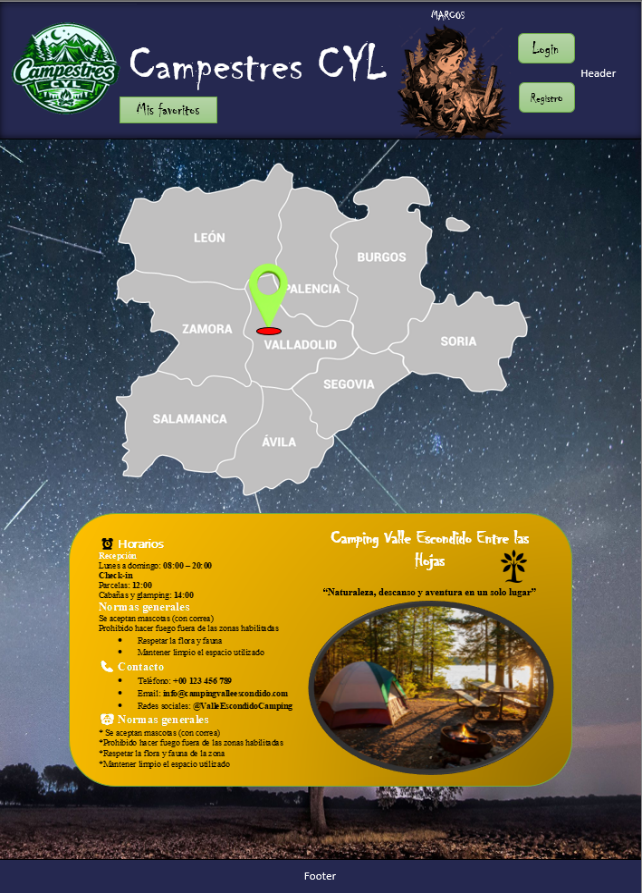 MARCOS
Campestres
CYL
Campestres CYL
Login
Header
Mis favoritos
Registro
LEÓN
BURGOS
PALENCIA
ZAMORA
VALLADOLID
SORIA
SEGOVIA
SALAMANCA
ÁVILA
Horarios
Recepción
Lunes a domingo: 08:00 – 20:00
Check-in
Parcelas: 12:00
Cabañas y glamping: 14:00
Normas generales
Se aceptan mascotas (con correa)
Prohibido hacer fuego fuera de las zonas habilitadas
• Respetar la flora y fauna
• Mantener limpio el espacio utilizado
Contacto
• Teléfono: +00 123 456 789
• Email: info@campingvalleescondido.com
• Redes sociales: @ValleEscondidoCamping
Normas generales
* Se aceptan mascotas (con correa)
*Prohibido hacer fuego fuera de las zonas habilitadas
*Respetar la flora y fauna de la zona
*Mantener limpio el espacio utilizado
Camping Valle Escondido Entre las
Hojas
“Naturaleza, descanso y aventura en un solo lugar”
Footer